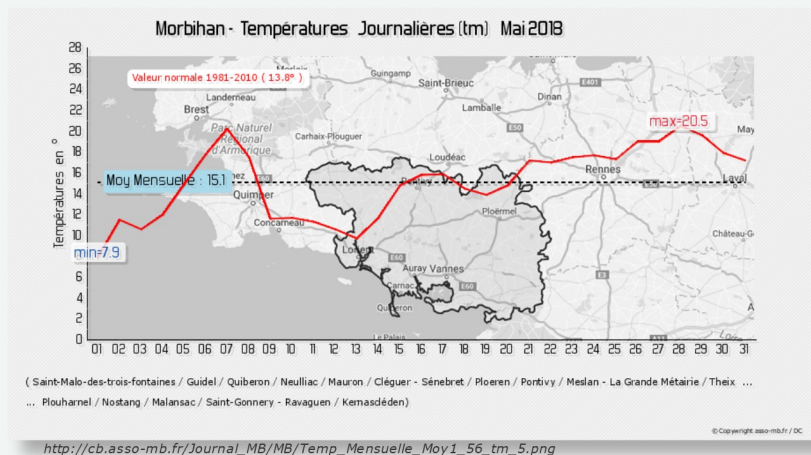 Morbihan - Températures Journalières (tm) Mai 2018
Températures en °
28
26
24
22
20
18
16
14
12
10
6
4
2
0
Valeur normale 1981-2010 ( 13.8° )
Moy Mensuelle : 15.1
min=7.9
max=20.5
Guingamp
Saint-Brieuc
E401
Landerneau
Lamballe
Dinan
Brest
E50
Parc Naturel
Régional
d'Armorique
Carhaix-Plouguer
Loudéac
Rennes
Laval
Quimper
Pontivy
Ploërmel
Concarneau
Château-G
Lorient
E60
Auray Vannes
E3
Carnac
E60
Quiberon
Le Palais
01 02 03 04 05 06 07 08 09 10 11 12 13 14 15 16 17 18 19 20 21 22 23 24 25 26 27 28 29 30 31
( Saint-Malo-des-trois-fontaines / Guidel / Quiberon / Neulliac / Mauron / Cléguer - Sénebret / Ploeren / Pontivy / Meslan - La Grande Métairie / Theix ...
... Plouharnel / Nostang / Malansac / Saint-Gonnery - Ravaguen / Kernasdéden)
© Copywright asso-mb.fr / DC
http://cb.asso-mb.fr/Journal_MB/MB/Temp_Mensuelle_Moy1_56_tm_5.png